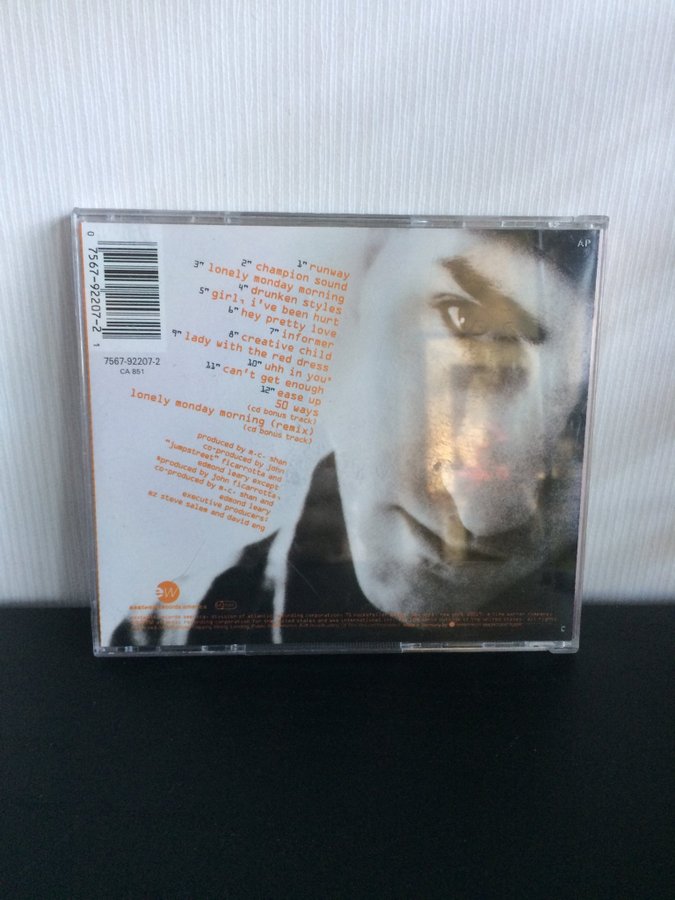 AP
0 7567-92207-2 1
7567-92207-2
CA 851
1" runway
2" champion sound
3" lonely monday morning
4" drunken styles
5" girl, i've been hurt
6" hey pretty love
7" informer
8" creative child
9" lady with the red dress
10" uhh in you'
11" can't get enough
12" ease up
50 ways
(cd bonus track)
lonely monday morning (remix)
(cd bonus track)
produced by m.c. shan
co-produced by john
"jumpstreet" ficarrotta and
edmond leary except
*produced by john ficarrotta,
co-produced by m.c. shan and
edmond leary
executive producers:
ez steve salem and david eng
ew
eastwest records america
C